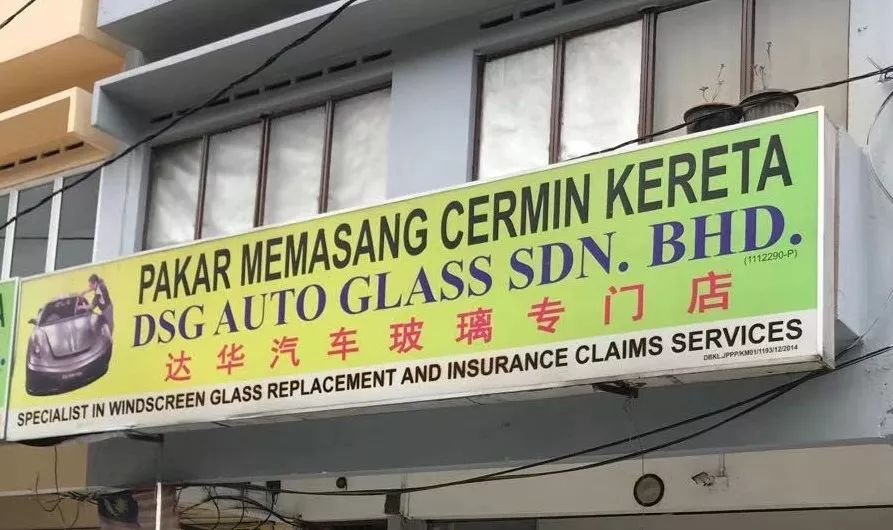 PAKAR MEMASANG CERMIN KERETA
DSG AUTO GLASS SDN. BHD.
(1112290-P)
达华汽车玻璃专门店
SPECIALIST IN WINDSCREEN GLASS REPLACEMENT AND INSURANCE CLAIMS SERVICES
DBKL.JPPP/KM01/1193/12/2014